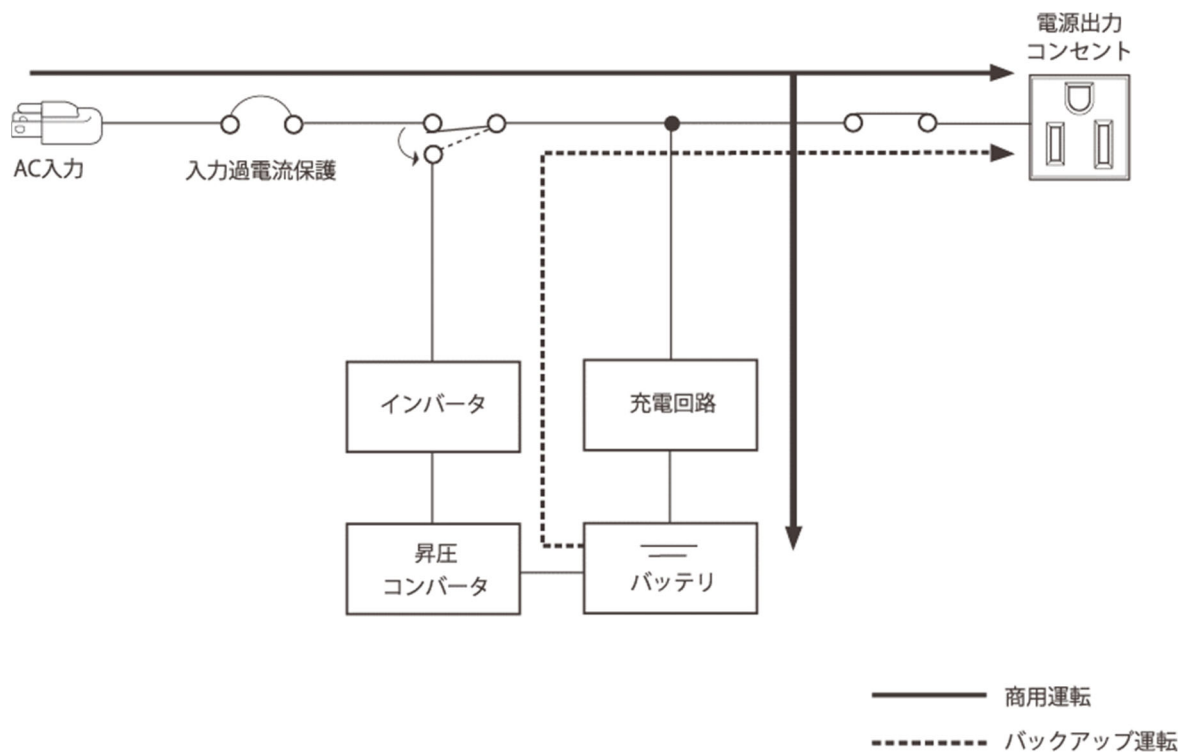 電源出力
コンセント
AC入力
入力過電流保護
インバータ
充電回路
昇圧
コンバータ
バッテリ
商用運転
バックアップ運転